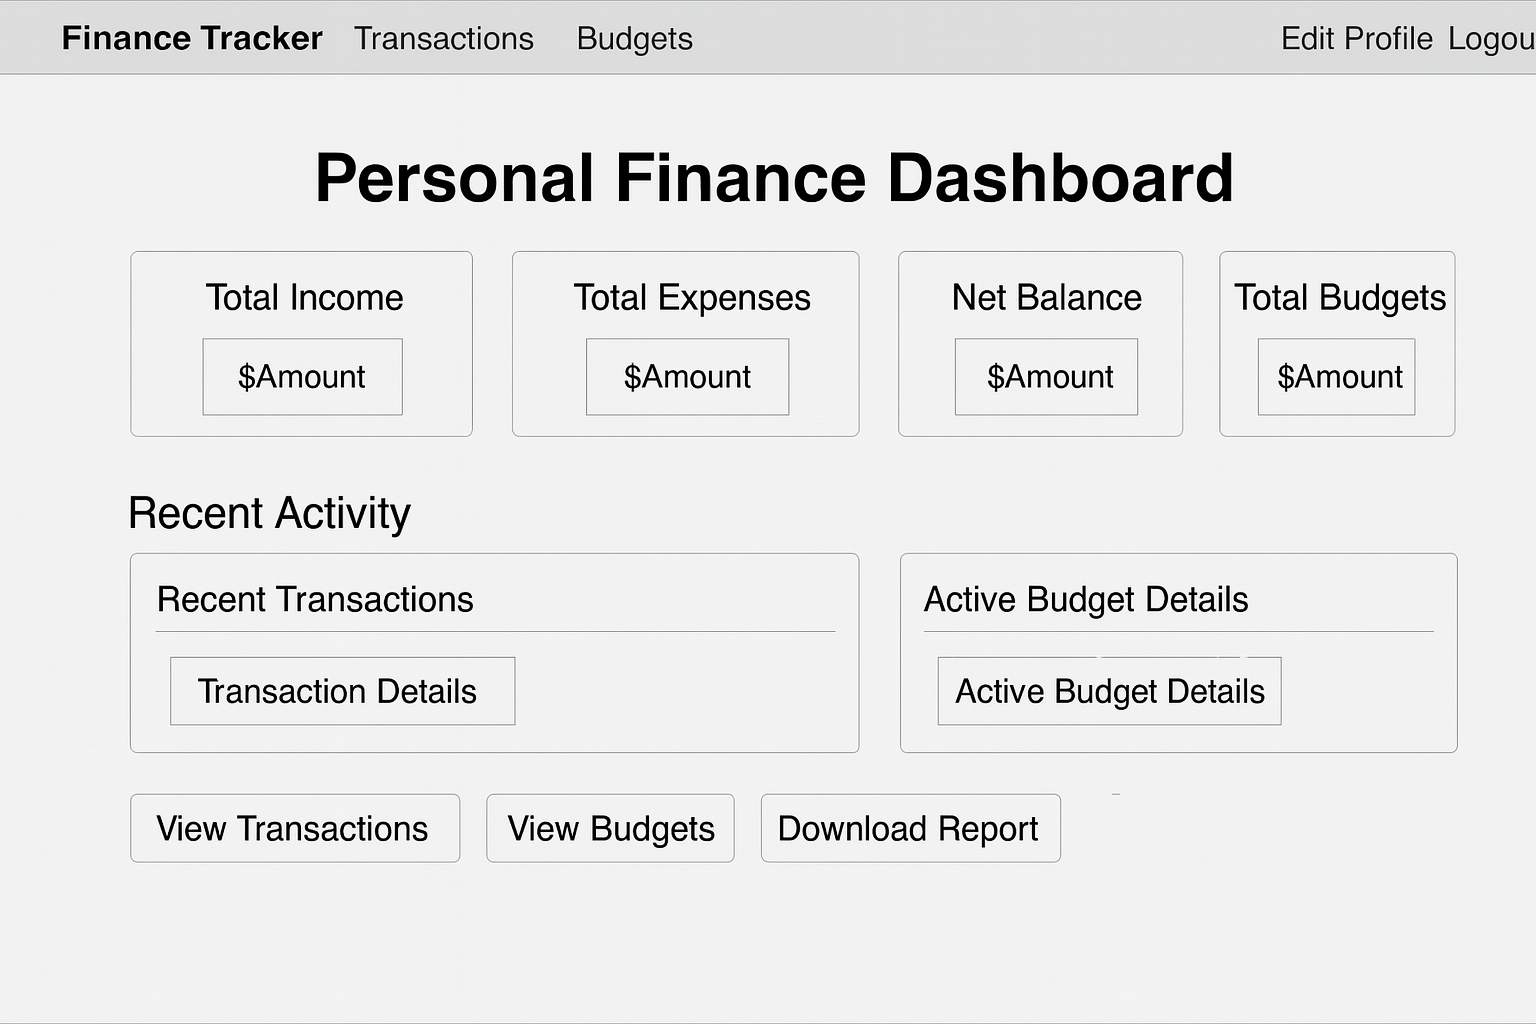 Finance Tracker Transactions Budgets Edit Profile Logou
Personal Finance Dashboard
Total Income Total Expenses Net Balance Total Budgets
$Amount $Amount $Amount $Amount
Recent Activity
Recent Transactions Active Budget Details
Transaction Details Active Budget Details
View Transactions View Budgets Download Report